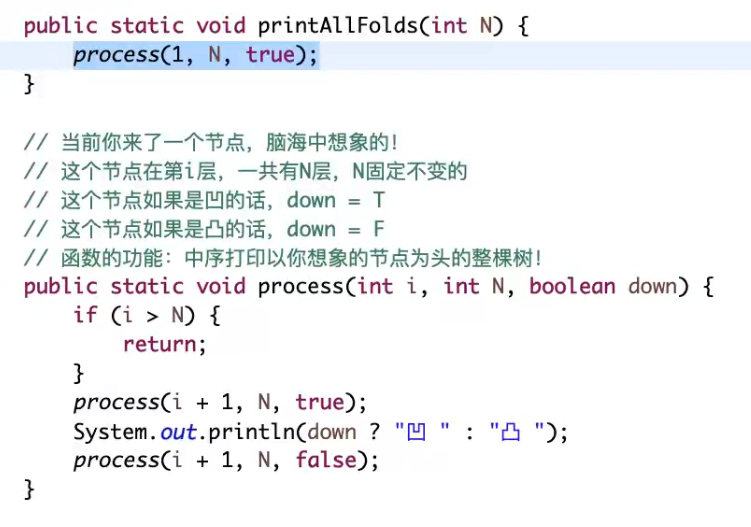 public static void printAllFolds(int N) {
    process(1, N, true);
}
// 当前你来了一个节点，脑海中想象的！
// 这个节点在第i层，一共有N层，N固定不变的
// 这个节点如果是凹的话，down = T
// 这个节点如果是凸的话，down = F
// 函数的功能：中序打印以你想象的节点为头的整棵树！
public static void process(int i, int N, boolean down) {
    if (i > N) {
        return;
    }
    process(i + 1, N, true);
    System.out.println(down ? "凹 " : "凸 ");
    process(i + 1, N, false);
}